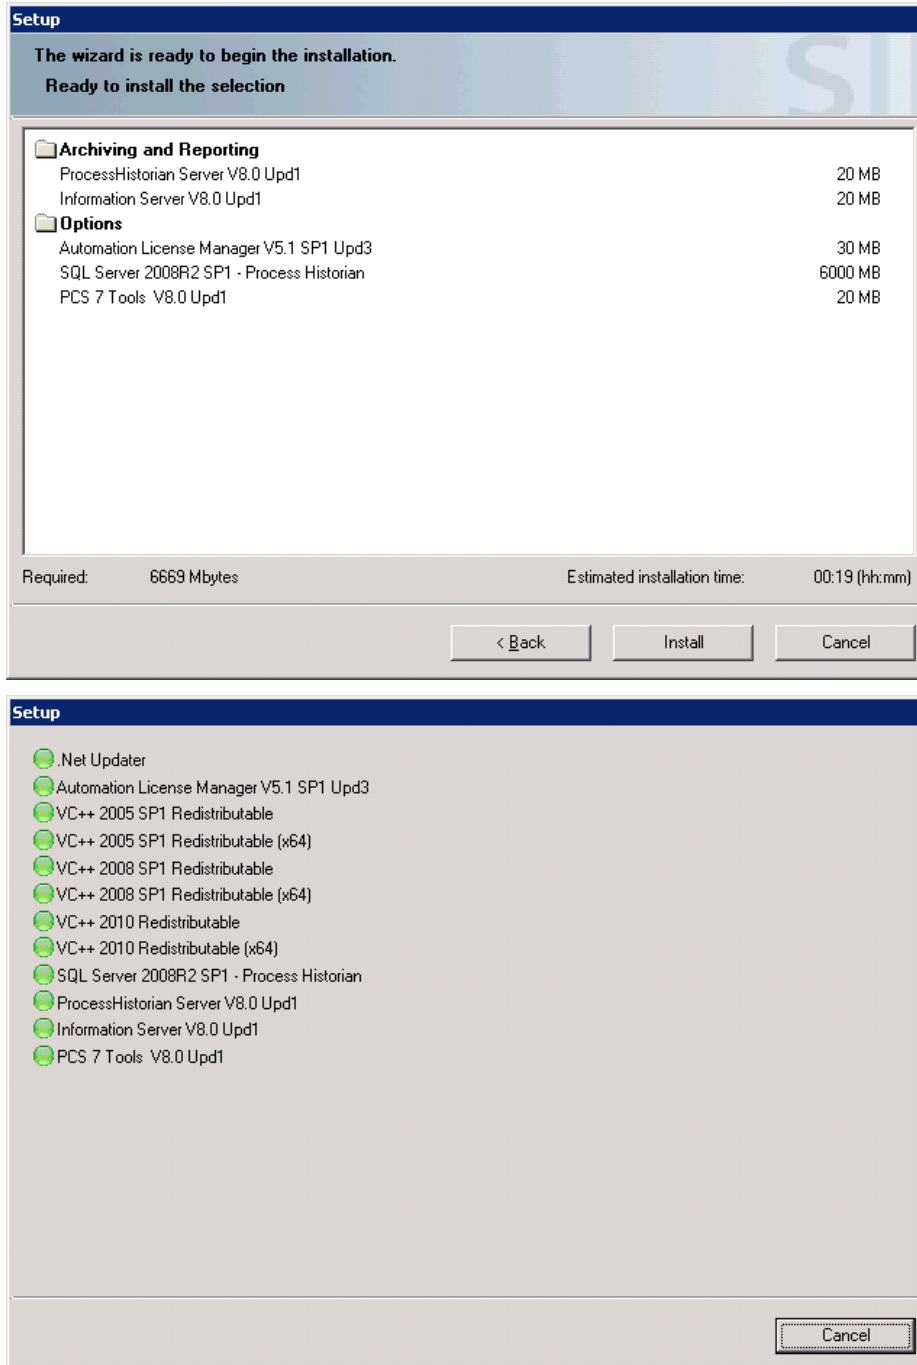 Setup
The wizard is ready to begin the installation.
Ready to install the selection
Archiving and Reporting
ProcessHistorian Server V8.0 Upd1 20 MB
Information Server V8.0 Upd1 20 MB
Options
Automation License Manager V5.1 SP1 Upd3 30 MB
SQL Server 2008R2 SP1 - Process Historian 6000 MB
PCS 7 Tools V8.0 Upd1 20 MB
Required: 6669 Mbytes Estimated installation time: 00:19 (hh:mm)
< Back Install Cancel
Setup
.Net Updater
Automation License Manager V5.1 SP1 Upd3
VC++ 2005 SP1 Redistributable
VC++ 2005 SP1 Redistributable (x64)
VC++ 2008 SP1 Redistributable
VC++ 2008 SP1 Redistributable (x64)
VC++ 2010 Redistributable
VC++ 2010 Redistributable (x64)
SQL Server 2008R2 SP1 - Process Historian
ProcessHistorian Server V8.0 Upd1
Information Server V8.0 Upd1
PCS 7 Tools V8.0 Upd1
Cancel